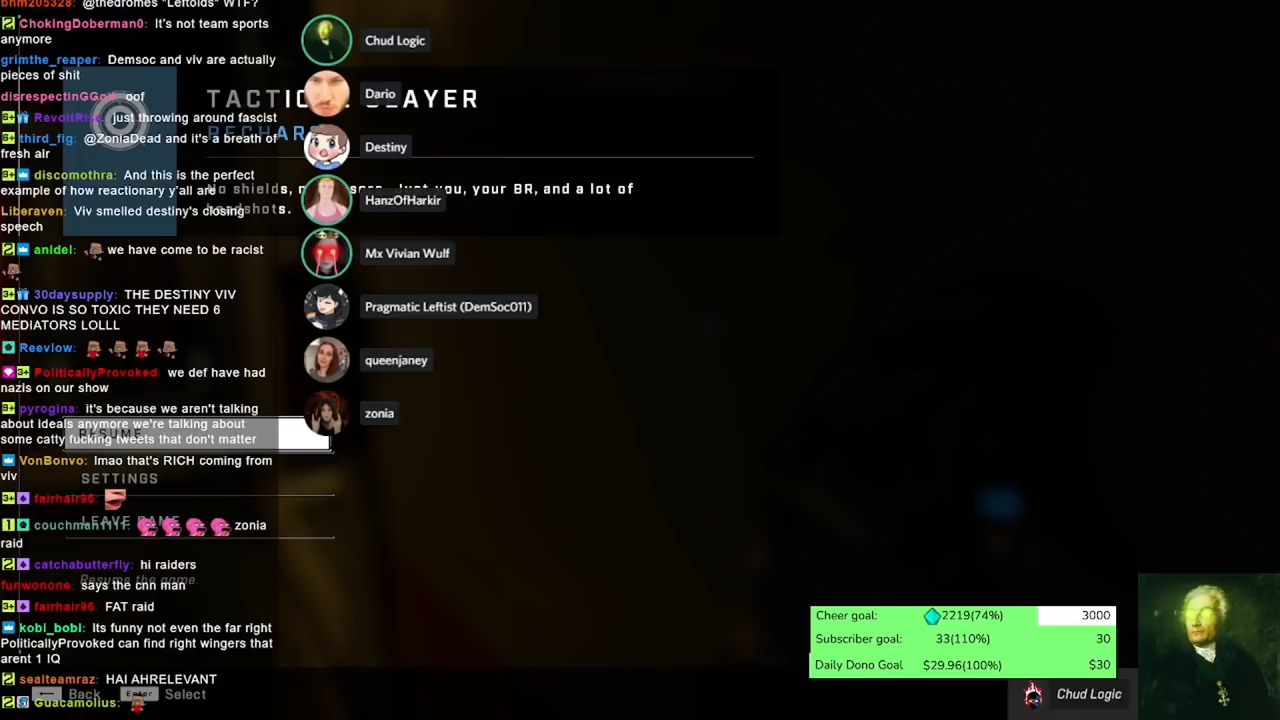 bhm205328: @thedromes "Leftoids" WTF?
ChokingDoberman0: It's not team sports
anymore
grimthe_reaper: Demsoc and viv are actually
pieces of shit
oof
just throwing around fascist
third_fig: @ZoniaDead and it's a breath of
fresh air
discomothra: And this is the perfect
example of how reactionary y'all are
Liberaven: Viv smelled destiny's closing
speech
anidel: we have come to be racist
30daysupply: THE DESTINY VIV
CONVO IS SO TOXIC THEY NEED 6
MEDIATORS LOLLL
Reevlow:
PoliticallyProvoked: we def have had
nazis on our show
pyrogina: it's because we aren't talking
about ideals anymore we're talking about
some catty fucking tweets that don't matter
VonBonvo: lmao that's RICH coming from
viv
fairhair96:
couchman1111: zonia
raid
catchabutterfly: hi raiders
funwonone: says the cnn man
fairhair96: FAT raid
kobi_bobi: its funny not even the far right
PoliticallyProvoked can find right wingers that
arent 1 IQ
sealteamraz: HAI AHRELEVANT
Guacamolius:
Chud Logic
Dario
Destiny
HanzOfHarkir
Mx Vivian Wulf
Pragmatic Leftist (DemSoc011)
queenjaney
zonia
No shields, your BR, and a lot of
headshots.
RESUME
SETTINGS
LEAVE GAME
Resume the game.
Back Enter Select
Cheer goal: 2219(74%) 3000
Subscriber goal: 33(110%) 30
Daily Dono Goal $29.96(100%) $30
Chud Logic